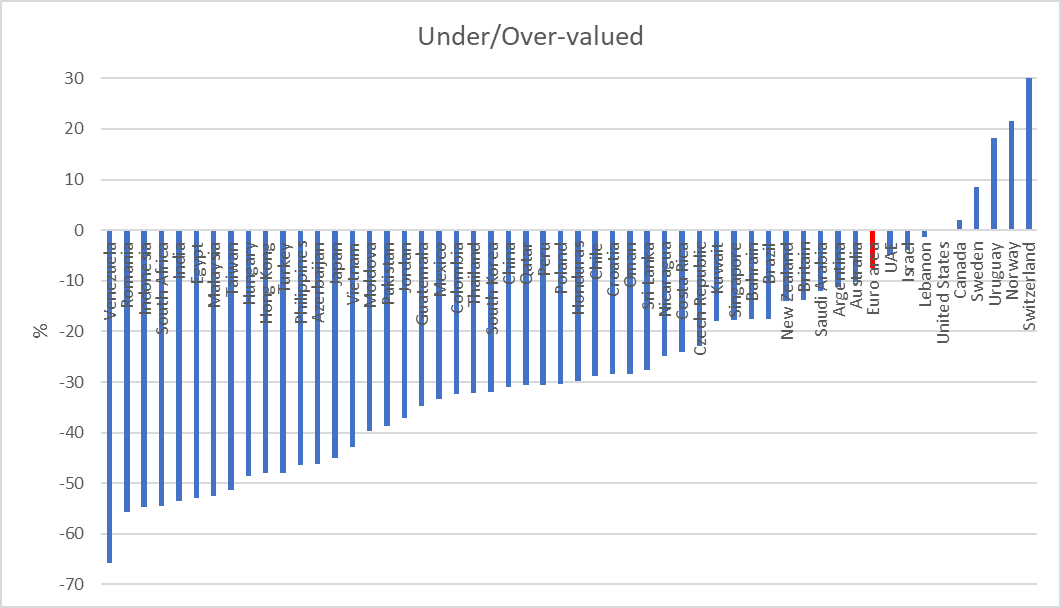 Under/Over-valued
30
20
10
0
-10
-20
-30
-40
-50
-60
-70
%
Venezuela
Romania
Indonesia
South Africa
India
Egypt
Malaysia
Taiwan
Hungary
Hong Kong
Turkey
Philippines
Azerbaijan
Japan
Vietnam
Moldova
Pakistan
Jordan
Guatemala
Mexico
Colombia
Thailand
South Korea
China
Qatar
Peru
Poland
Honduras
Chile
Croatia
Oman
Sri Lanka
Nicaragua
Costa Rica
Czech Republic
Kuwait
Singapore
Bahrain
Brazil
New Zealand
Britain
Saudi Arabia
Argentina
Australia
Euro area
UAE
Israel
Lebanon
United States
Canada
Sweden
Uruguay
Norway
Switzerland